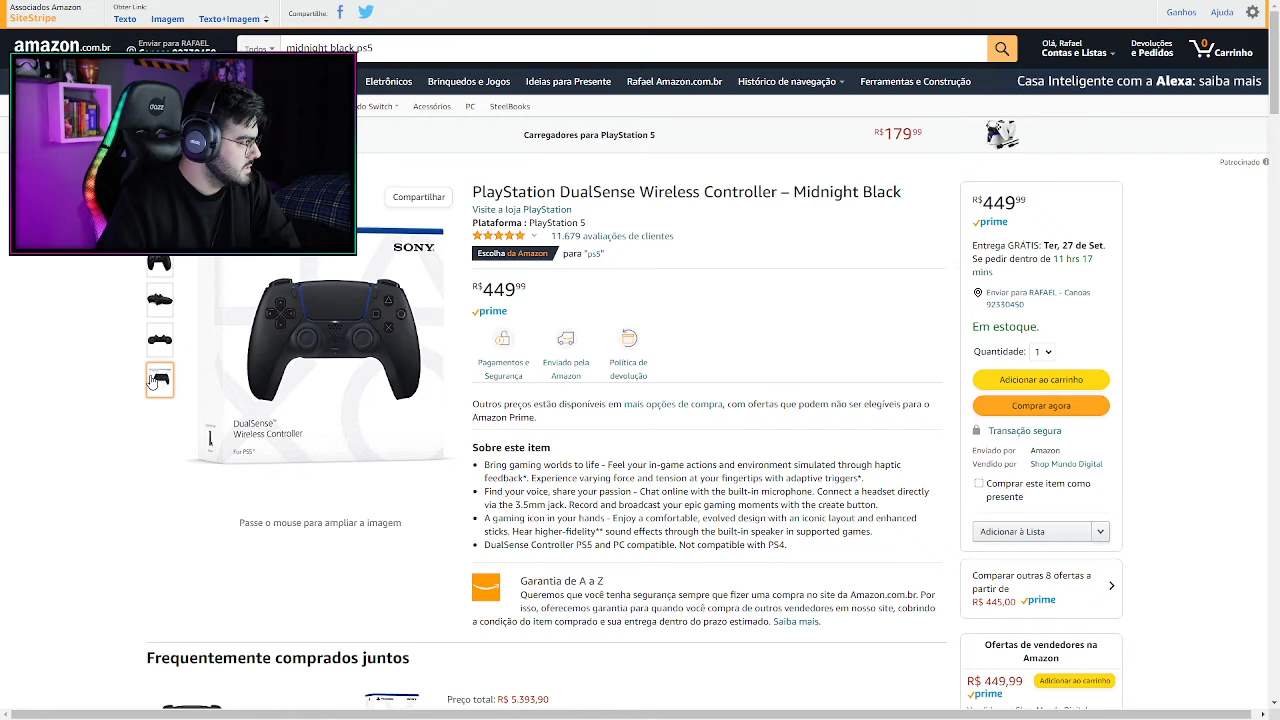 Associados Amazon
SiteStripe
Obter Link:
Texto
Imagem
Texto+Imagem
Compartilhe:
Ganhos
Ajuda
amazon.com.br
Enviar para RAFAEL
Canoas 92330450
Todos
midnight black ps5
Olá, Rafael
Contas e Listas
Devoluções
e Pedidos
0
Carrinho
Eletrônicos
Brinquedos e Jogos
Ideias para Presente
Rafael Amazon.com.br
Histórico de navegação
Ferramentas e Construção
Casa Inteligente com a Alexa: saiba mais
do Switch
Acessórios
PC
SteelBooks
Carregadores para PlayStation 5
R$179,99
Patrocinado
dazz
Compartilhar
PlayStation DualSense Wireless Controller – Midnight Black
Visite a loja PlayStation
Plataforma : PlayStation 5
11.679 avaliações de clientes
Escolha da Amazon
para "ps5"
R$449,99
prime
Pagamentos e
Segurança
Enviado pela
Amazon
Política de
devolução
Outros preços estão disponíveis em mais opções de compra, com ofertas que podem não ser elegíveis para o
Amazon Prime.
Sobre este item
Bring gaming worlds to life - Feel your in-game actions and environment simulated through haptic
feedback*. Experience varying force and tension at your fingertips with adaptive triggers*.
Find your voice, share your passion - Chat online with the built-in microphone. Connect a headset directly
via the 3.5mm jack. Record and broadcast your epic gaming moments with the create button.
A gaming icon in your hands - Enjoy a comfortable, evolved design with an iconic layout and enhanced
sticks. Hear higher-fidelity** sound effects through the built-in speaker in supported games.
DualSense Controller PS5 and PC compatible. Not compatible with PS4.
Garantia de A a Z
Queremos que você tenha segurança sempre que fizer uma compra no site da Amazon.com.br. Por
isso, oferecemos garantia para quando você compra de outros vendedores em nosso site, cobrindo
a condição do item comprado e sua entrega dentro do prazo estimado. Saiba mais.
SONY
DualSense™
Wireless Controller
For PS5™
Passe o mouse para ampliar a imagem
Frequentemente comprados juntos
Preço total: R$ 5.393,90
R$449,99
prime
Entrega GRÁTIS: Ter, 27 de Set.
Se pedir dentro de 11 hrs 17
mins
Enviar para RAFAEL - Canoas
92330450
Em estoque.
Quantidade: 1
Adicionar ao carrinho
Comprar agora
Transação segura
Enviado por Amazon
Vendido por Shop Mundo Digital
Comprar este item como
presente
Adicionar à Lista
Comparar outras 8 ofertas a
partir de
R$ 445,00 prime
Ofertas de vendedores na
Amazon
R$ 449,99
Adicionar ao carrinho
prime